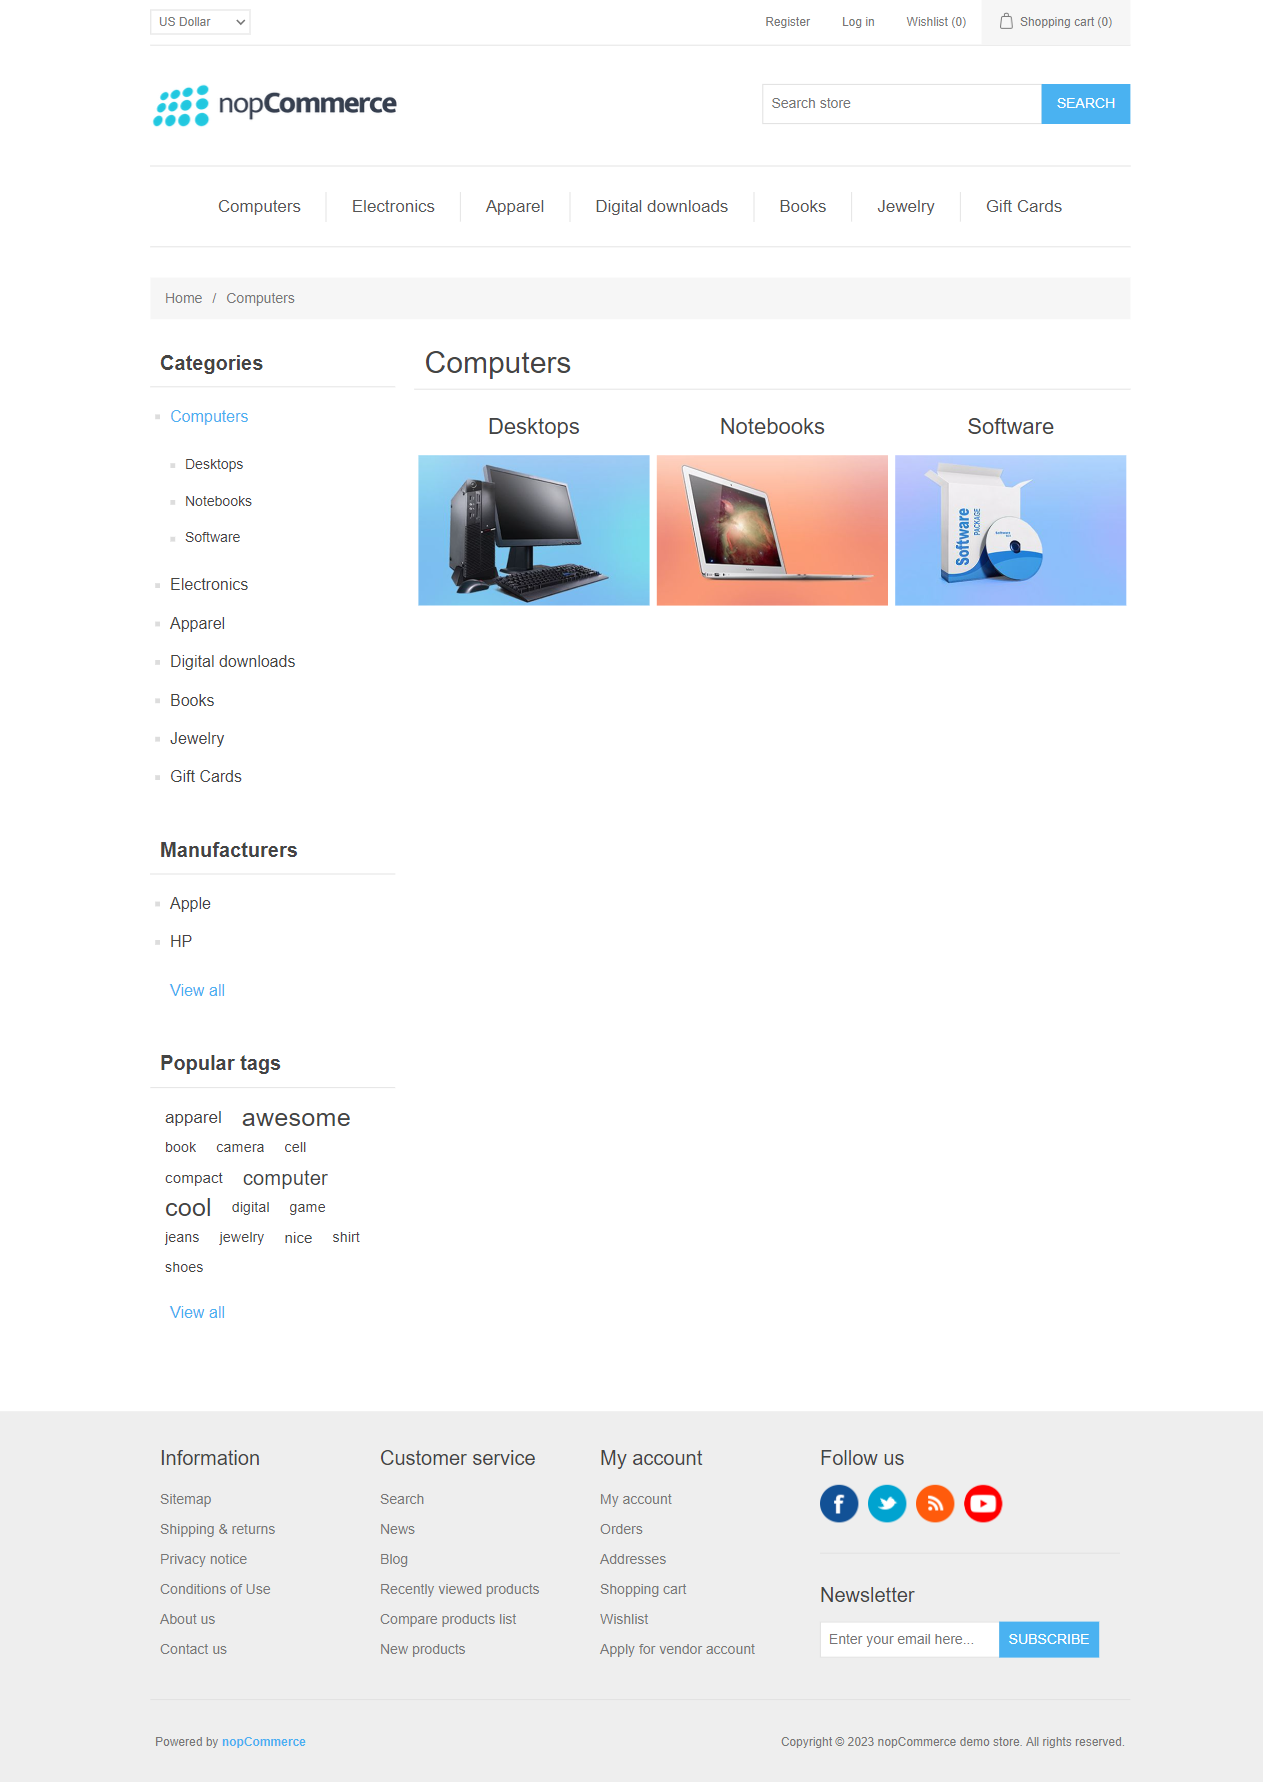 US Dollar
Register
Log in
Wishlist (0)
Shopping cart (0)
nopCommerce
Search store
SEARCH
Computers
Electronics
Apparel
Digital downloads
Books
Jewelry
Gift Cards
Home / Computers
Categories
Computers
Desktops
Notebooks
Software
Electronics
Apparel
Digital downloads
Books
Jewelry
Gift Cards
Manufacturers
Apple
HP
View all
Popular tags
apparel awesome
book camera cell
compact computer
cool digital game
jeans jewelry nice shirt
shoes
View all
Computers
Desktops
Notebooks
Software
Software
PACKAGE
Information
Sitemap
Shipping & returns
Privacy notice
Conditions of Use
About us
Contact us
Customer service
Search
News
Blog
Recently viewed products
Compare products list
New products
My account
My account
Orders
Addresses
Shopping cart
Wishlist
Apply for vendor account
Follow us
Newsletter
Enter your email here...
SUBSCRIBE
Powered by nopCommerce
Copyright © 2023 nopCommerce demo store. All rights reserved.